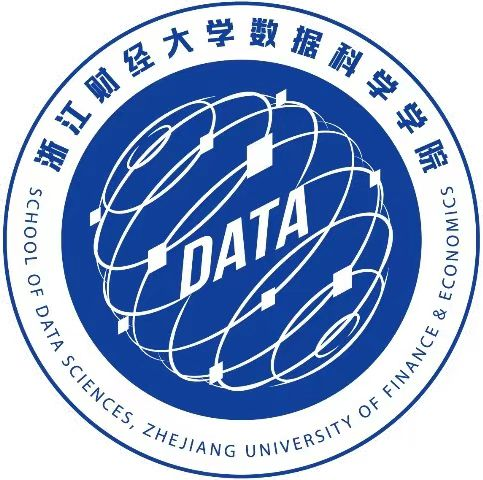 浙江财经大学数据科学学院
DATA
SCHOOL OF DATA SCIENCES, ZHEJIANG UNIVERSITY OF FINANCE & ECONOMICS